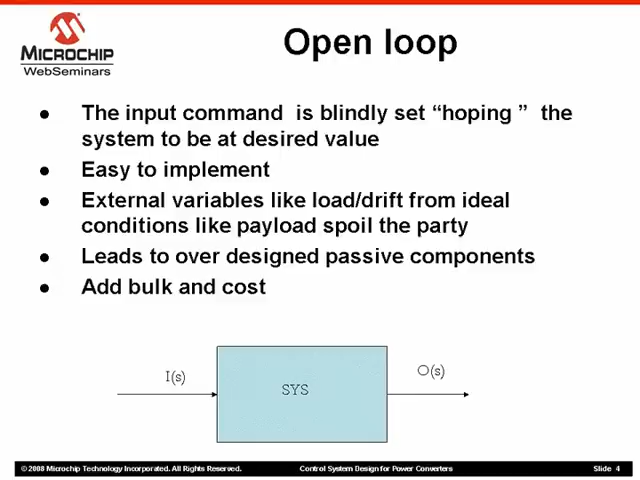 MICROCHIP
WebSeminars
Open loop
The input command is blindly set “hoping ” the
system to be at desired value
Easy to implement
External variables like load/drift from ideal
conditions like payload spoil the party
Leads to over designed passive components
Add bulk and cost
I(s)
SYS
O(s)
© 2008 Microchip Technology Incorporated. All Rights Reserved.
Control System Design for Power Converters
Slide 4